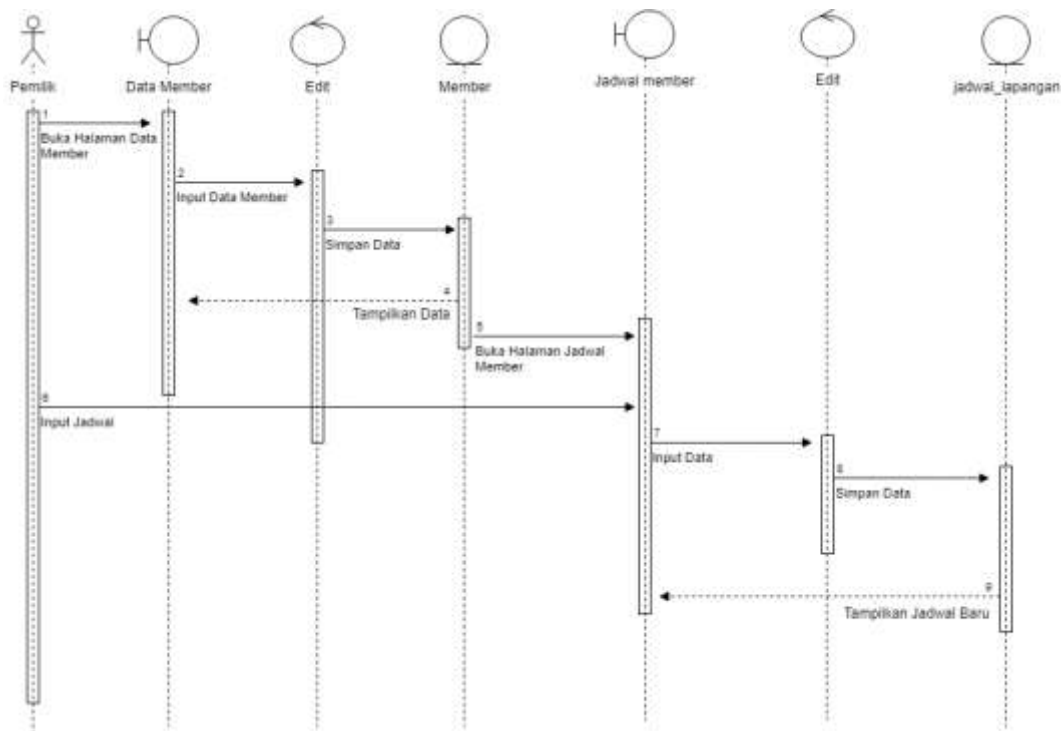 Pemilik
Data Member
Edit
Member
Jadwal member
Edit
jadwal_lapangan
1
Buka Halaman Data
Member
2
Input Data Member
3
Simpan Data
4
Tampilkan Data
5
Buka Halaman Jadwal
Member
6
Input Jadwal
7
Input Data
8
Simpan Data
9
Tampilkan Jadwal Baru